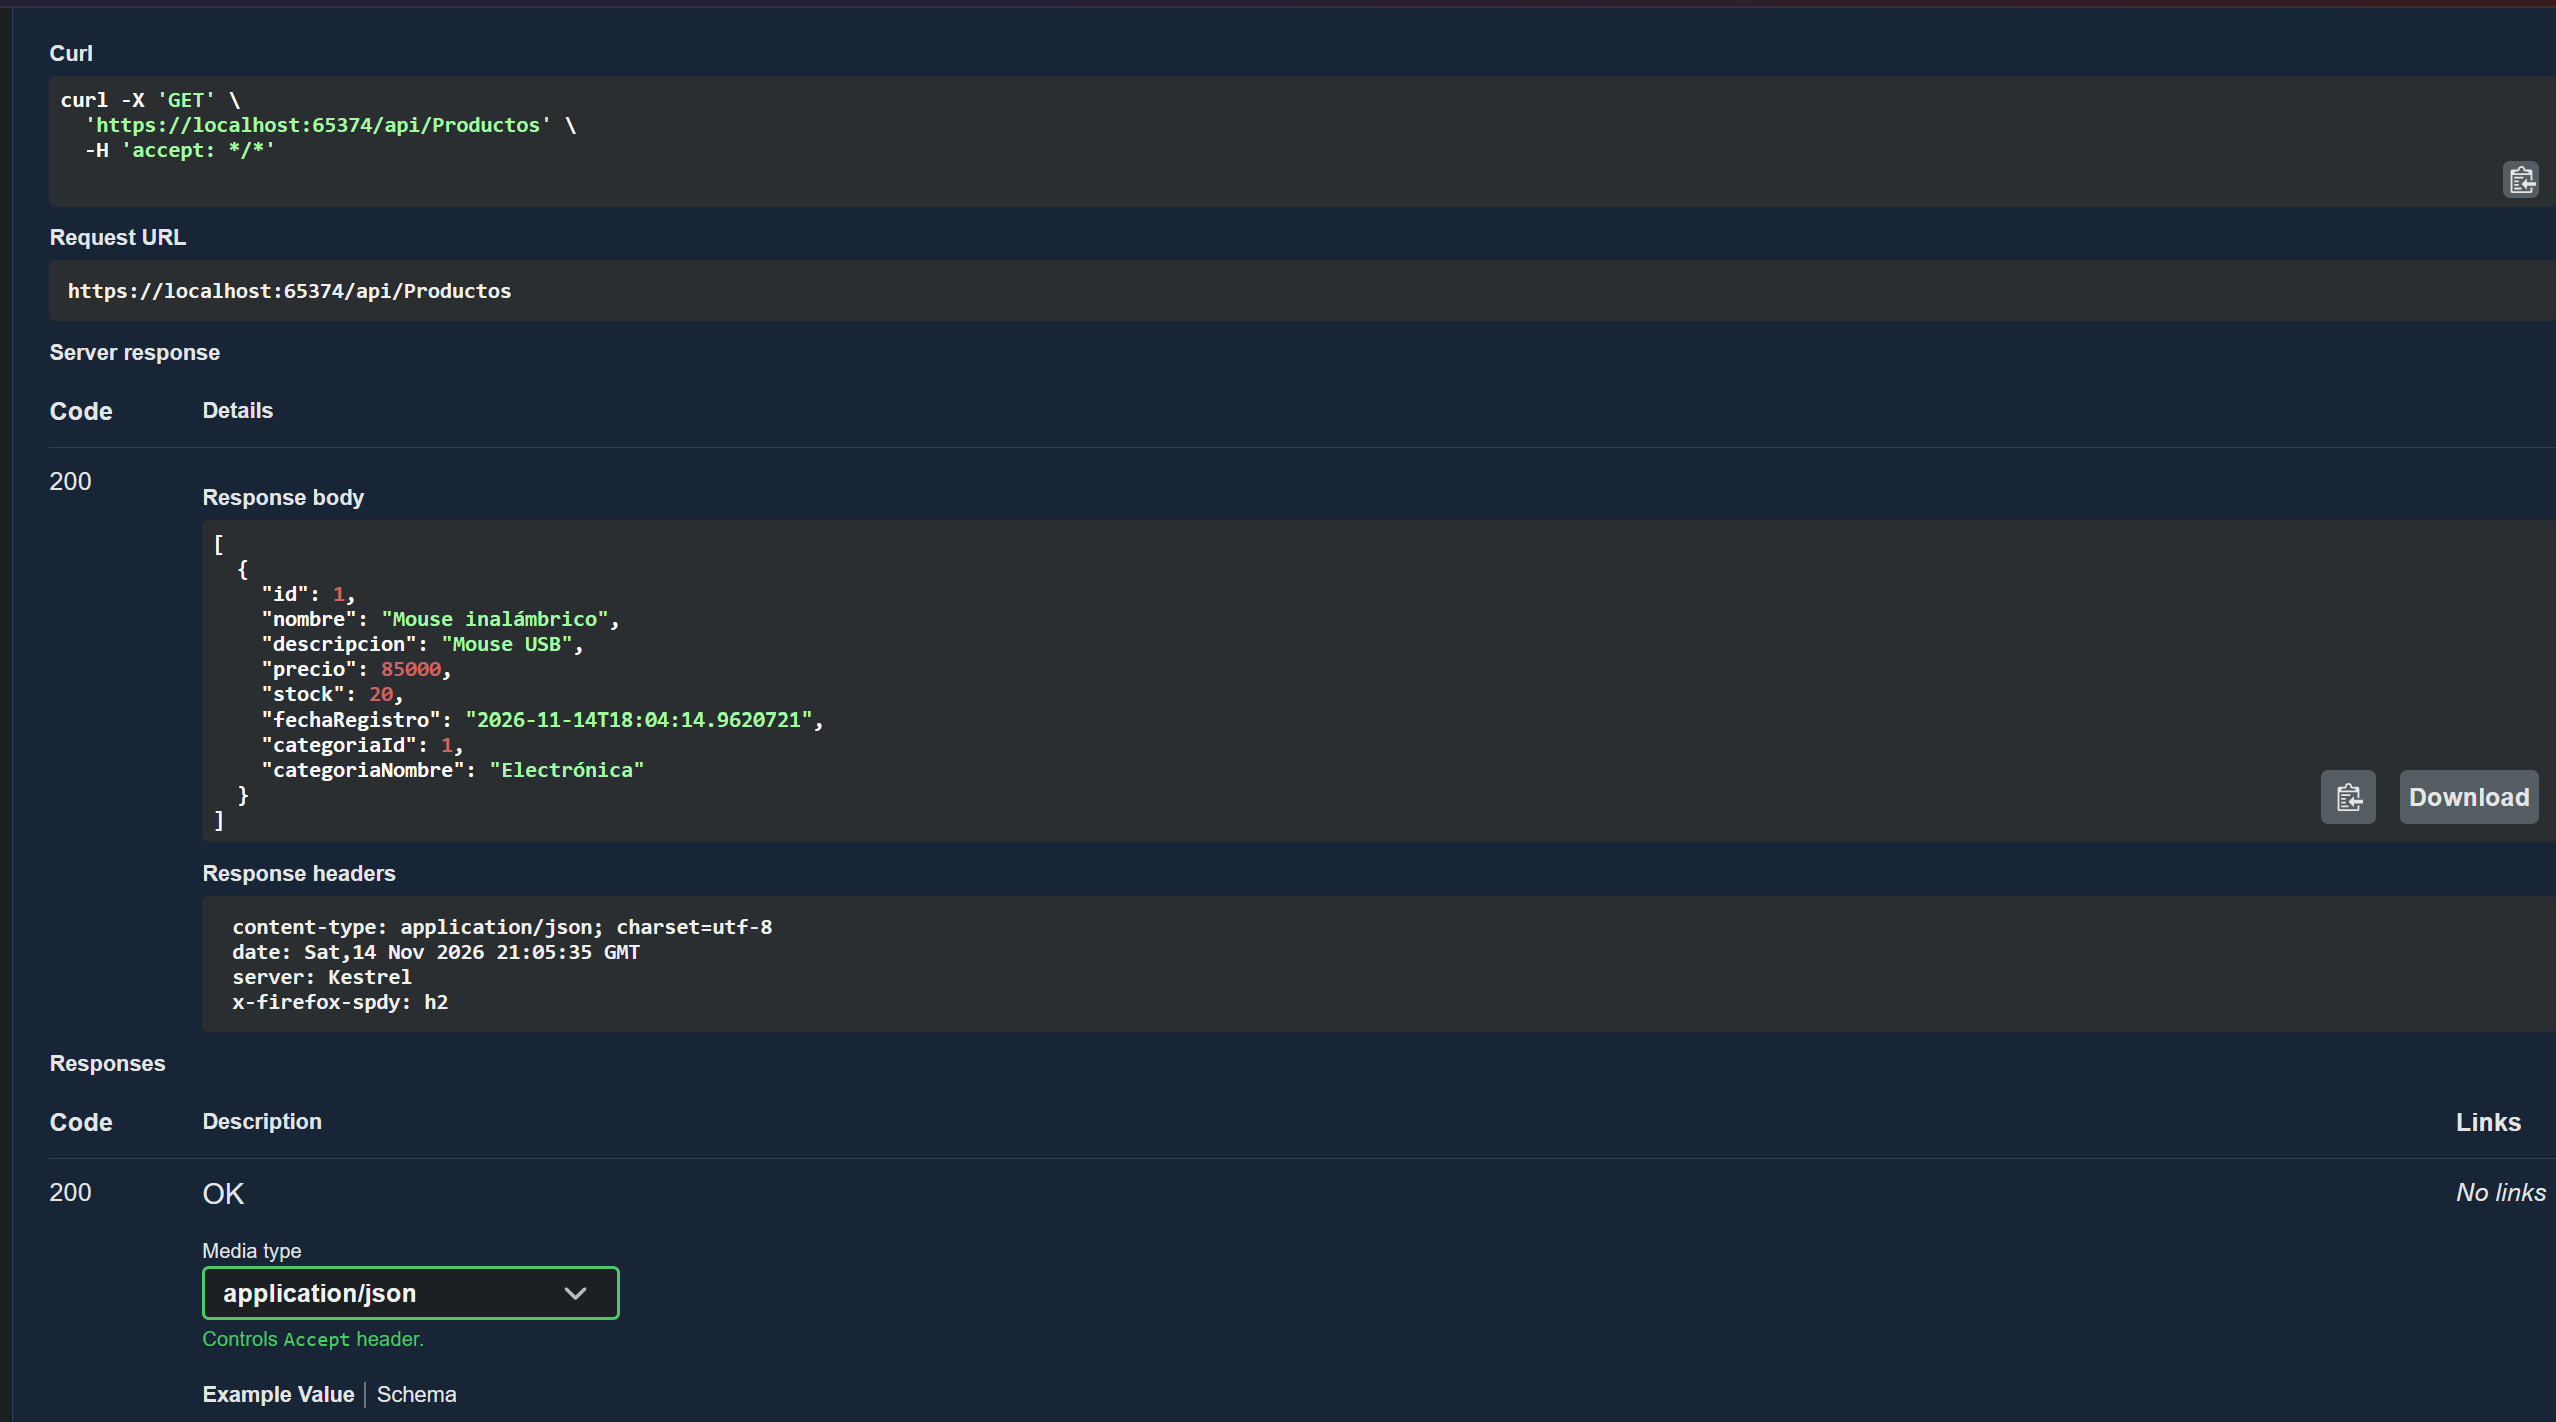 Curl
curl -X 'GET' \
  'https://localhost:65374/api/Productos' \
  -H 'accept: */*'
Request URL
https://localhost:65374/api/Productos
Server response
Code Details
200
Response body
[
  {
    "id": 1,
    "nombre": "Mouse inalámbrico",
    "descripcion": "Mouse USB",
    "precio": 85000,
    "stock": 20,
    "fechaRegistro": "2026-11-14T18:04:14.9620721",
    "categoriaId": 1,
    "categoriaNombre": "Electrónica"
  }
]
Download
Response headers
content-type: application/json; charset=utf-8
date: Sat,14 Nov 2026 21:05:35 GMT
server: Kestrel
x-firefox-spdy: h2
Responses
Code Description Links
200 OK No links
Media type
application/json
Controls Accept header.
Example Value Schema